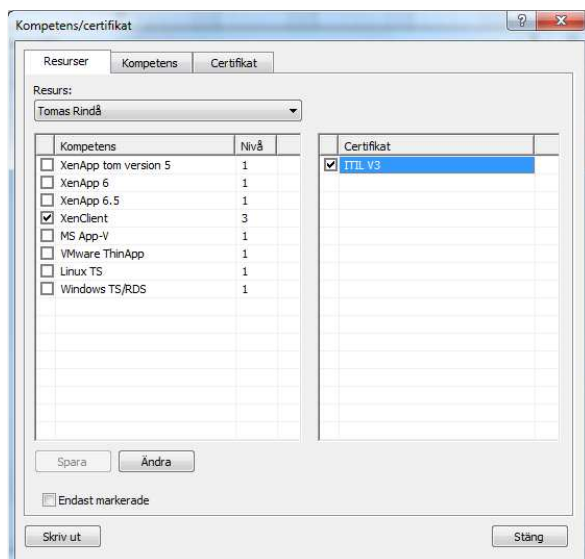 Kompetens/certifikat
Resurser Kompetens Certifikat
Resurs:
Tomas Rindå
Kompetens Nivå
XenApp tom version 5 1
XenApp 6 1
XenApp 6.5 1
XenClient 3
MS App-V 1
VMware ThinApp 1
Linux TS 1
Windows TS/RDS 1
Certifikat
ITIL V3
Spara Ändra
Endast markerade
Skriv ut Stäng